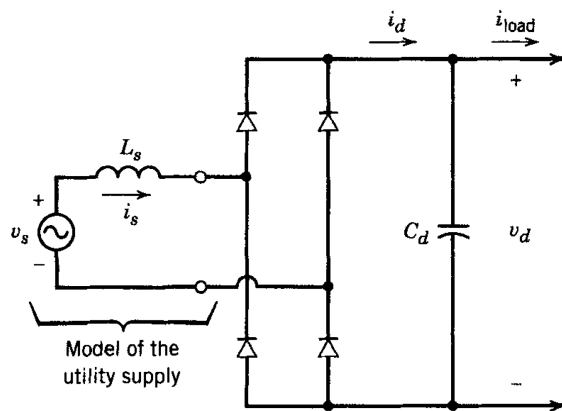 i_d
i_load
+
L_s
+
i_s
v_s
C_d
v_d
−
Model of the
utility supply
−